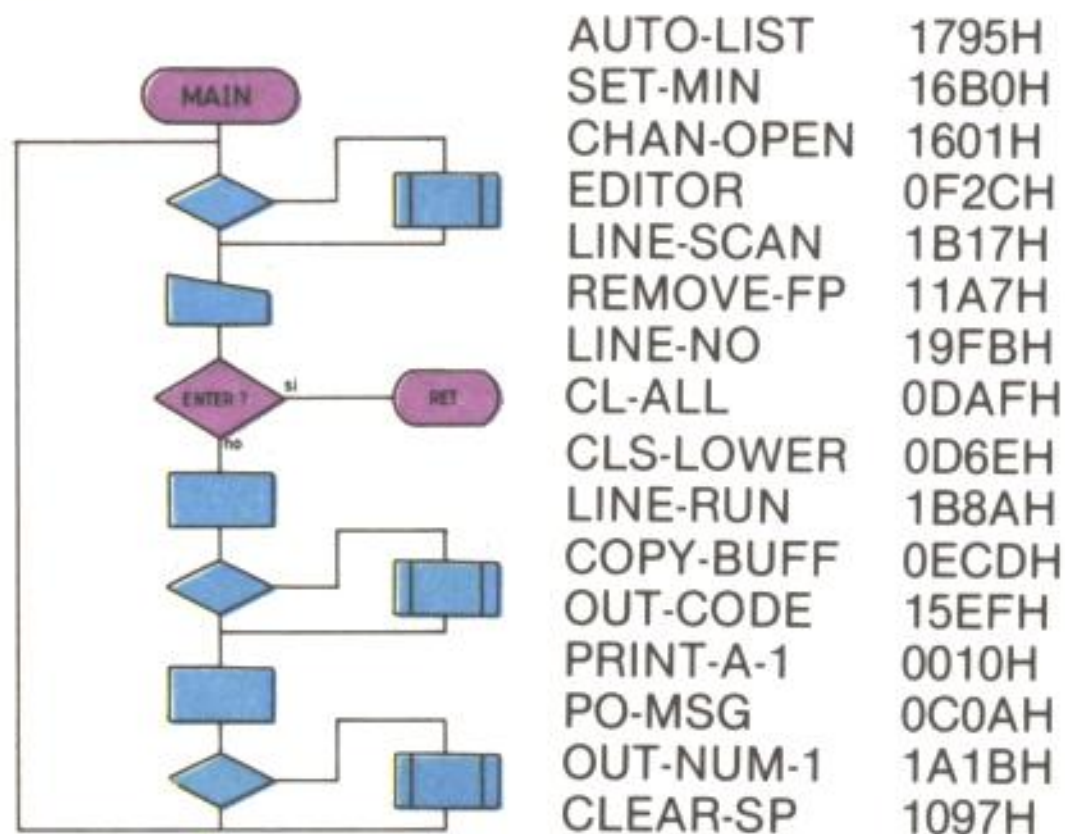 MAIN
ENTER ?
si
RET
no
AUTO-LIST 1795H
SET-MIN 16B0H
CHAN-OPEN 1601H
EDITOR 0F2CH
LINE-SCAN 1B17H
REMOVE-FP 11A7H
LINE-NO 19FBH
CL-ALL 0DAFH
CLS-LOWER 0D6EH
LINE-RUN 1B8AH
COPY-BUFF 0ECDH
OUT-CODE 15EFH
PRINT-A-1 0010H
PO-MSG 0C0AH
OUT-NUM-1 1A1BH
CLEAR-SP 1097H